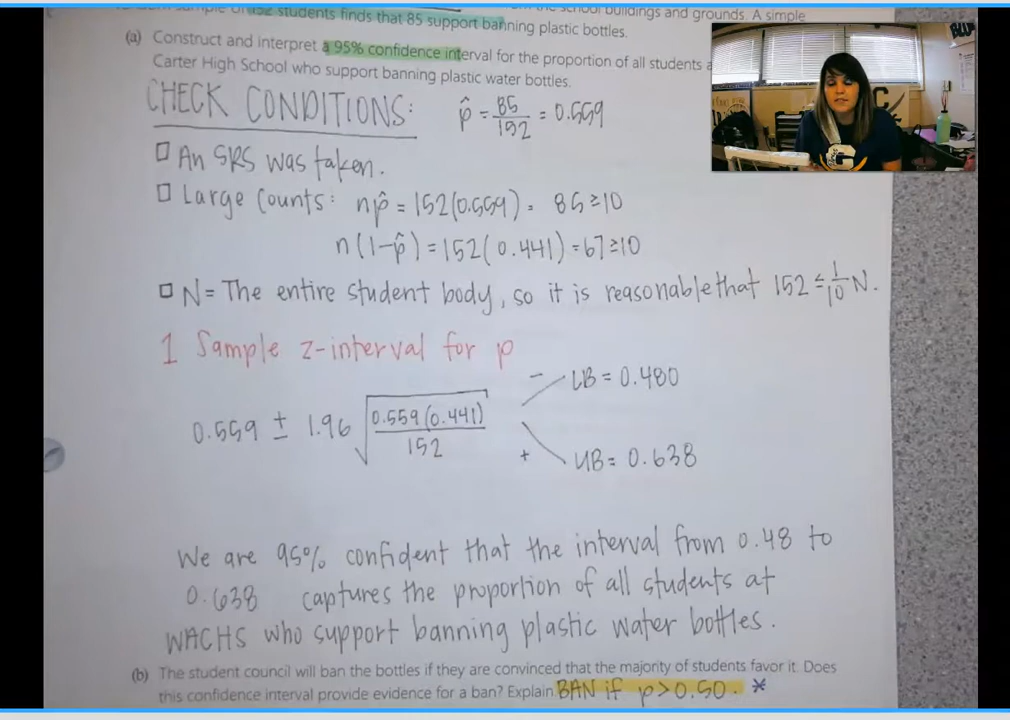 students finds that 85 support banning plastic bottles.
school buildings and grounds. A simple
(a) Construct and interpret a 95% confidence interval for the proportion of all students
Carter High School who support banning plastic water bottles.
CHECK CONDITIONS: p̂ = 85/152 = 0.559
□ An SRS was taken.
□ Large Counts: np̂ = 152(0.559) = 85 ≥ 10
n(1-p̂) = 152(0.441) = 67 ≥ 10
□ N = The entire student body, so it is reasonable that 152 ≤ 1/10 N.
1 Sample z-interval for p
- LB = 0.480
0.559 ± 1.96 √(0.559(0.441)/152)
+ UB = 0.638
We are 95% confident that the interval from 0.48 to
0.638 captures the proportion of all students at
WACHS who support banning plastic water bottles.
(b) The student council will ban the bottles if they are convinced that the majority of students favor it. Does
this confidence interval provide evidence for a ban? Explain. BAN if p > 0.50. *